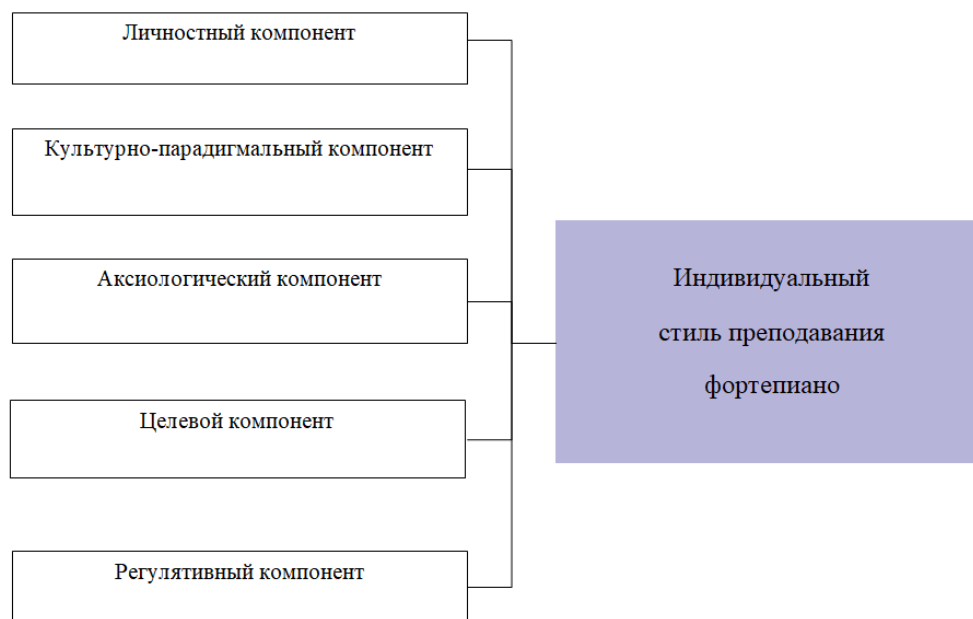 Личностный компонент
Культурно-парадигмальный компонент
Аксиологический компонент
Целевой компонент
Регулятивный компонент
Индивидуальный
стиль преподавания
фортепиано